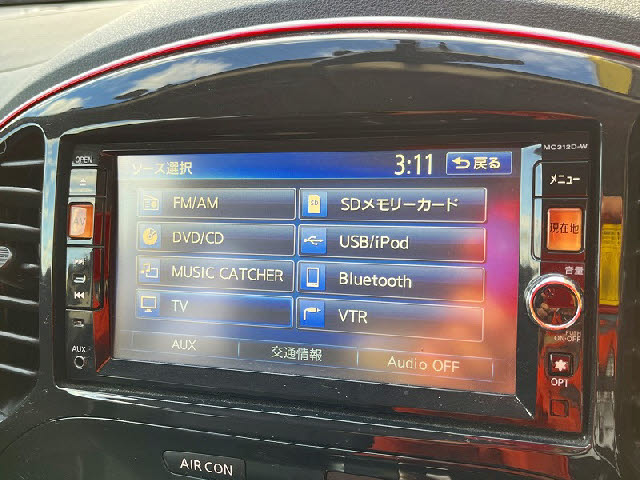 OPEN
MC312D-W
ソース選択 3:11 戻る
メニュー
AV
FM/AM SDメモリーカード
現在地
DVD/CD USB/iPod
MUSIC CATCHER Bluetooth
音量
TV VTR
AUX 交通情報 Audio OFF
AUX
ON·OFF
OPT
AIR CON